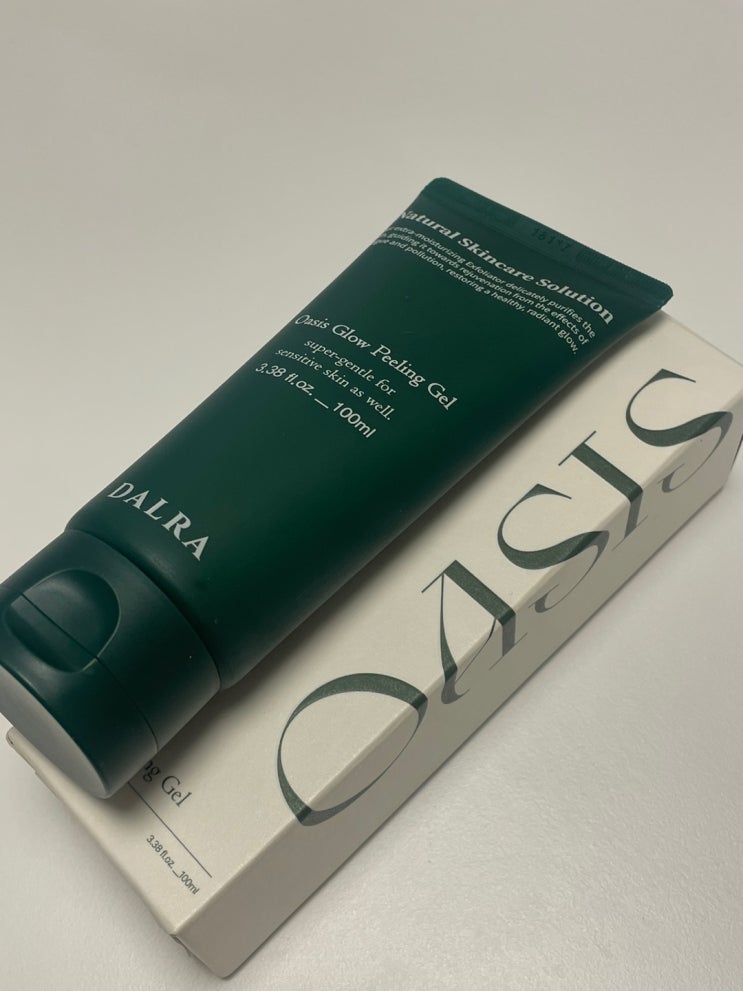 Natural Skincare Solution
extra-moisturizing Exfoliator delicately purifies the
guiding it towards rejuvenation from the effects of
and pollution, restoring a healthy, radiant glow.
Oasis Glow Peeling Gel
super-gentle for
sensitive skin as well.
3.38 fl.oz. _ 100ml
DALRA
OASIS
Gel
3.38 fl.oz. _100ml